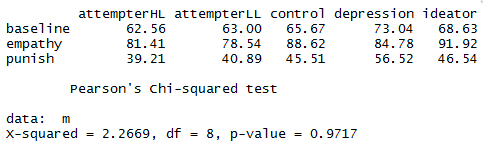 attempterHL attempterLL control depression ideator
baseline 62.56 63.00 65.67 73.04 68.63
empathy 81.41 78.54 88.62 84.78 91.92
punish 39.21 40.89 45.51 56.52 46.54
Pearson's Chi-squared test
data: m
X-squared = 2.2669, df = 8, p-value = 0.9717